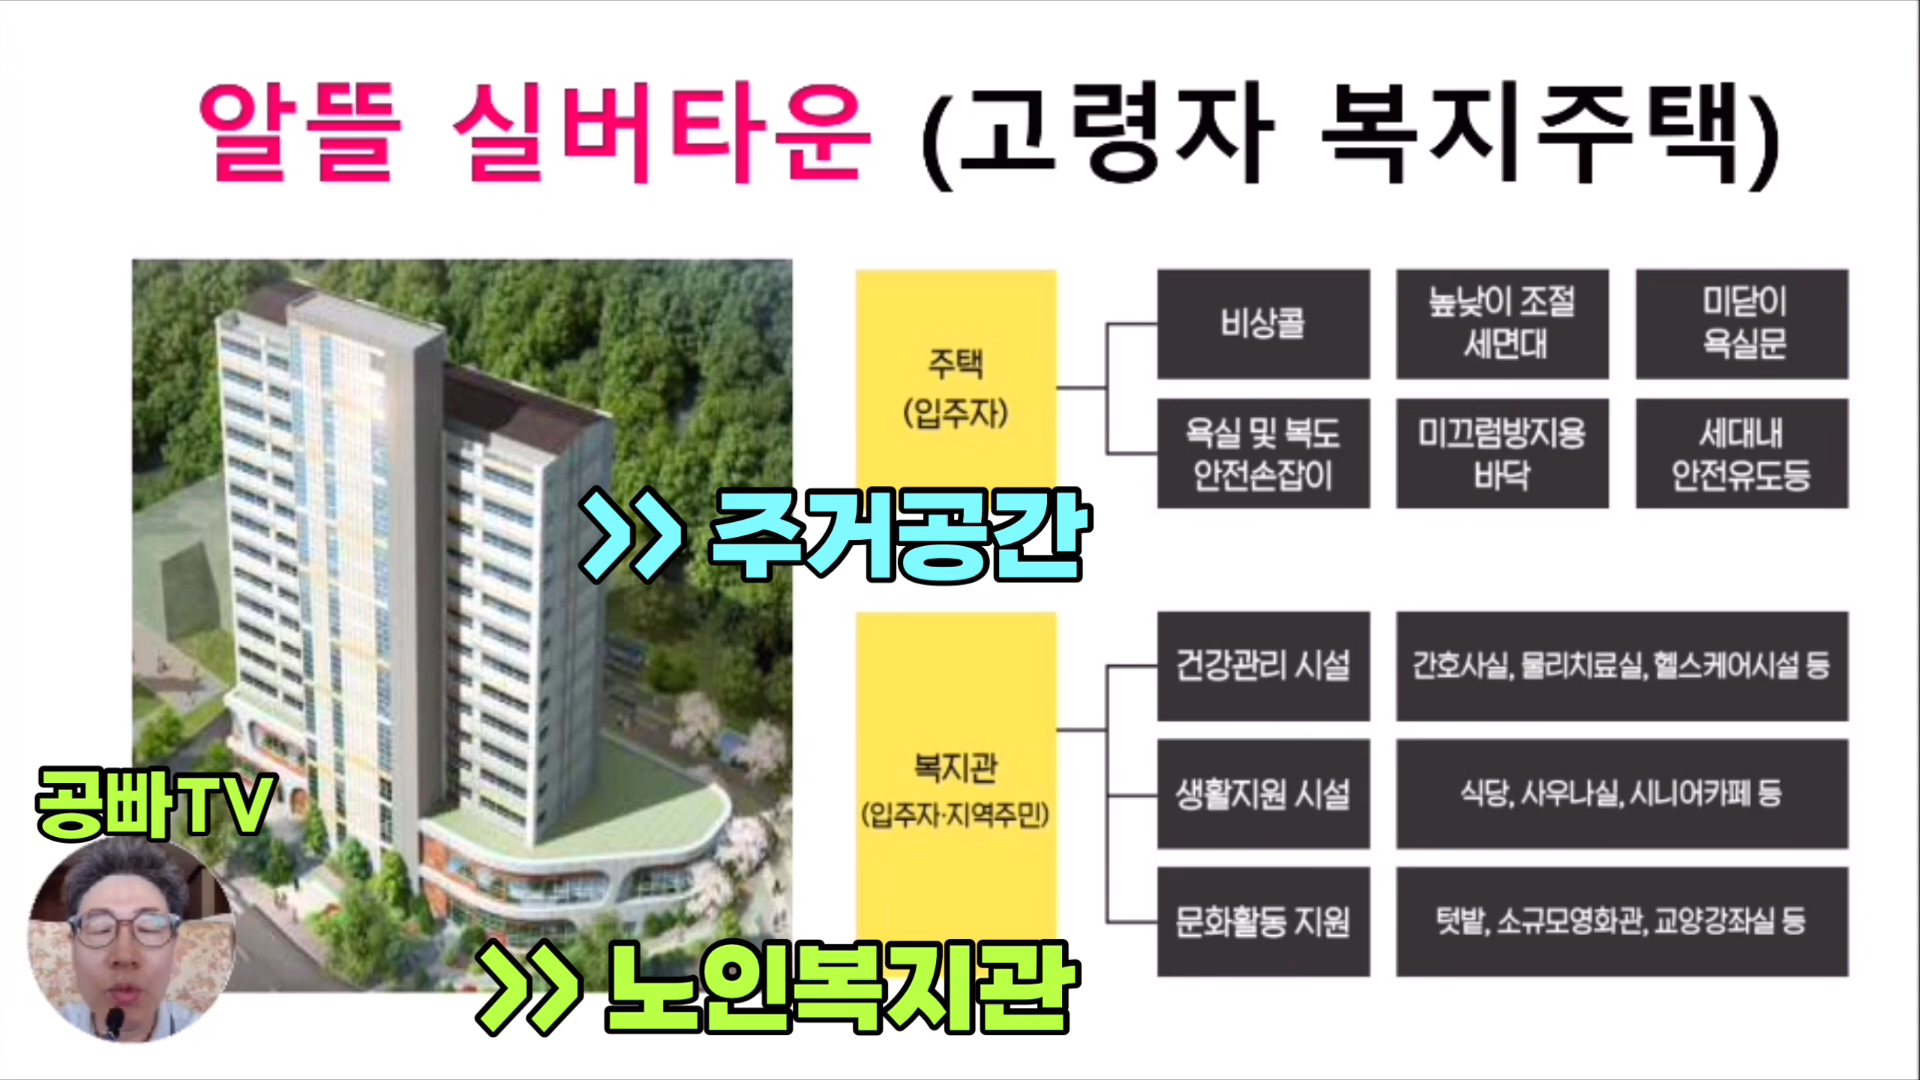 알뜰 실버타운 (고령자 복지주택)
주택
(입주자)
비상콜
높낮이 조절
세면대
미닫이
욕실문
욕실 및 복도
안전손잡이
미끄럼방지용
바닥
세대내
안전유도등
>> 주거공간
복지관
(입주자·지역주민)
건강관리 시설
간호사실, 물리치료실, 헬스케어시설 등
생활지원 시설
식당, 사우나실, 시니어카페 등
문화활동 지원
텃밭, 소규모영화관, 교양강좌실 등
>> 노인복지관
공빠TV